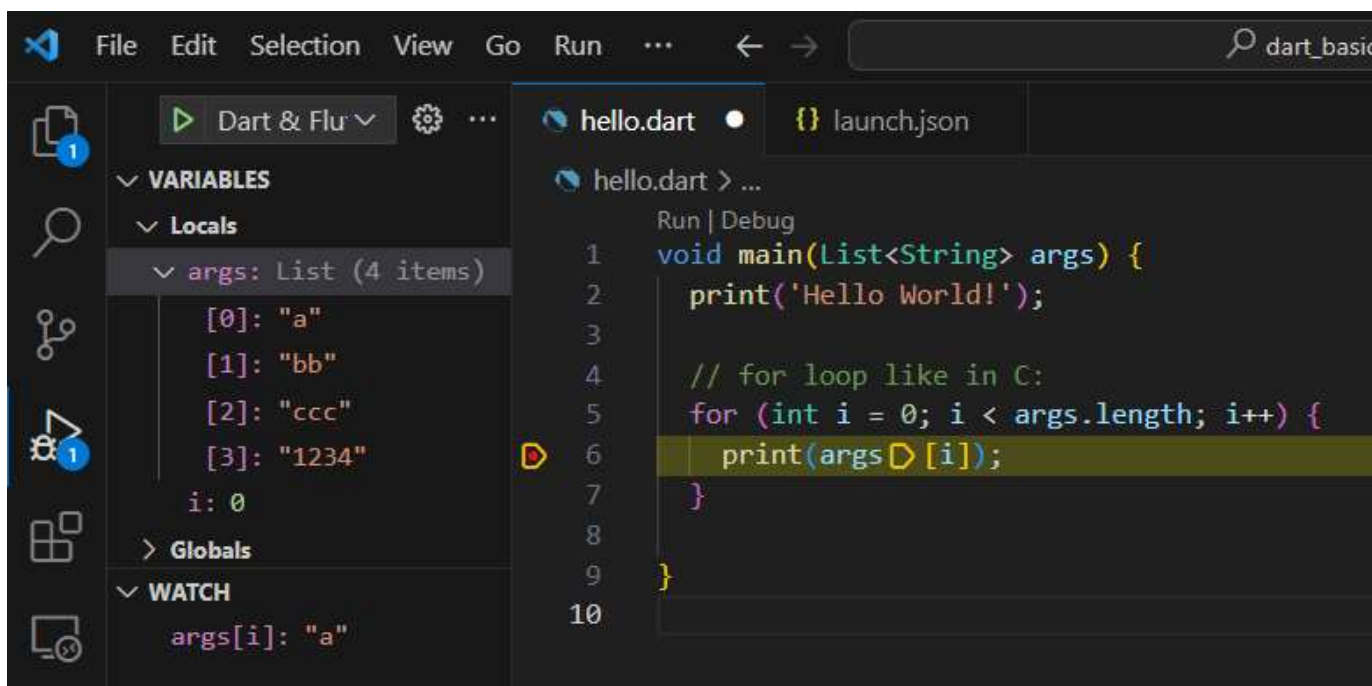 File Edit Selection View Go Run ··· dart_basic
Dart & Flu ···
hello.dart {} launch.json
1
VARIABLES
hello.dart > ...
Locals
Run | Debug
args: List (4 items)
[0]: "a"
[1]: "bb"
[2]: "ccc"
[3]: "1234"
i: 0
1
Globals
WATCH
args[i]: "a"
1 void main(List<String> args) {
2 print('Hello World!');
3
4 // for loop like in C:
5 for (int i = 0; i < args.length; i++) {
6 print(args[i]);
7 }
8
9 }
10